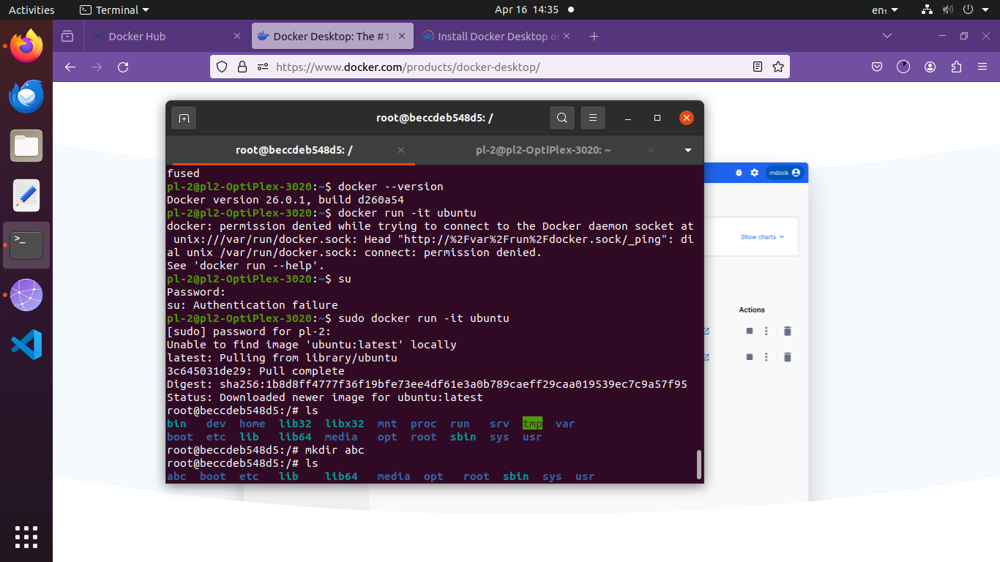 Activities Terminal Apr 16 14:35 en₁
Docker Hub Docker Desktop: The #1 Install Docker Desktop or
https://www.docker.com/products/docker-desktop/
root@beccdeb548d5: /
root@beccdeb548d5: / pl-2@pl2-OptiPlex-3020: ~
mdock
Show charts
Actions
fused
pl-2@pl2-OptiPlex-3020:~$ docker --version
Docker version 26.0.1, build d260a54
pl-2@pl2-OptiPlex-3020:~$ docker run -it ubuntu
docker: permission denied while trying to connect to the Docker daemon socket at
unix:///var/run/docker.sock: Head "http://%2Fvar%2Frun%2Fdocker.sock/_ping": di
al unix /var/run/docker.sock: connect: permission denied.
See 'docker run --help'.
pl-2@pl2-OptiPlex-3020:~$ su
Password:
su: Authentication failure
pl-2@pl2-OptiPlex-3020:~$ sudo docker run -it ubuntu
[sudo] password for pl-2:
Unable to find image 'ubuntu:latest' locally
latest: Pulling from library/ubuntu
3c645031de29: Pull complete
Digest: sha256:1b8d8ff4777f36f19bfe73ee4df61e3a0b789caeff29caa019539ec7c9a57f95
Status: Downloaded newer image for ubuntu:latest
root@beccdeb548d5:/# ls
bin dev home lib32 libx32 mnt proc run srv tmp var
boot etc lib lib64 media opt root sbin sys usr
root@beccdeb548d5:/# mkdir abc
root@beccdeb548d5:/# ls
abc boot etc lib lib64 media opt root sbin sys usr